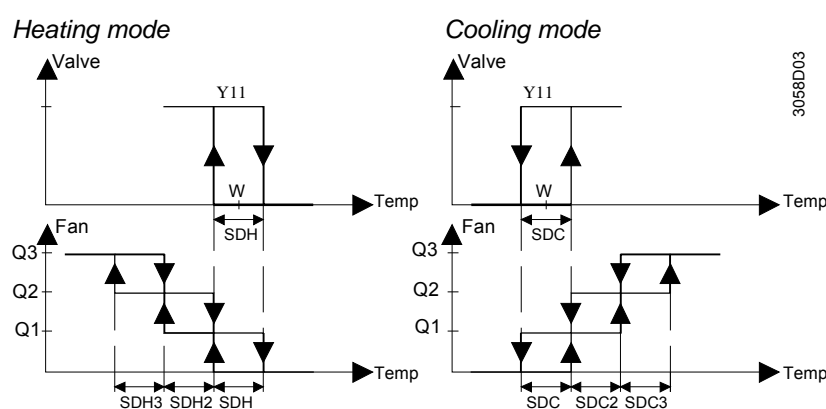 Heating mode
Valve
Y11
W
Temp
SDH
Fan
Q3
Q2
Q1
Temp
SDH3 SDH2 SDH
Cooling mode
Valve
Y11
W
Temp
SDC
Fan
Q3
Q2
Q1
Temp
SDC SDC2 SDC3
3058D03